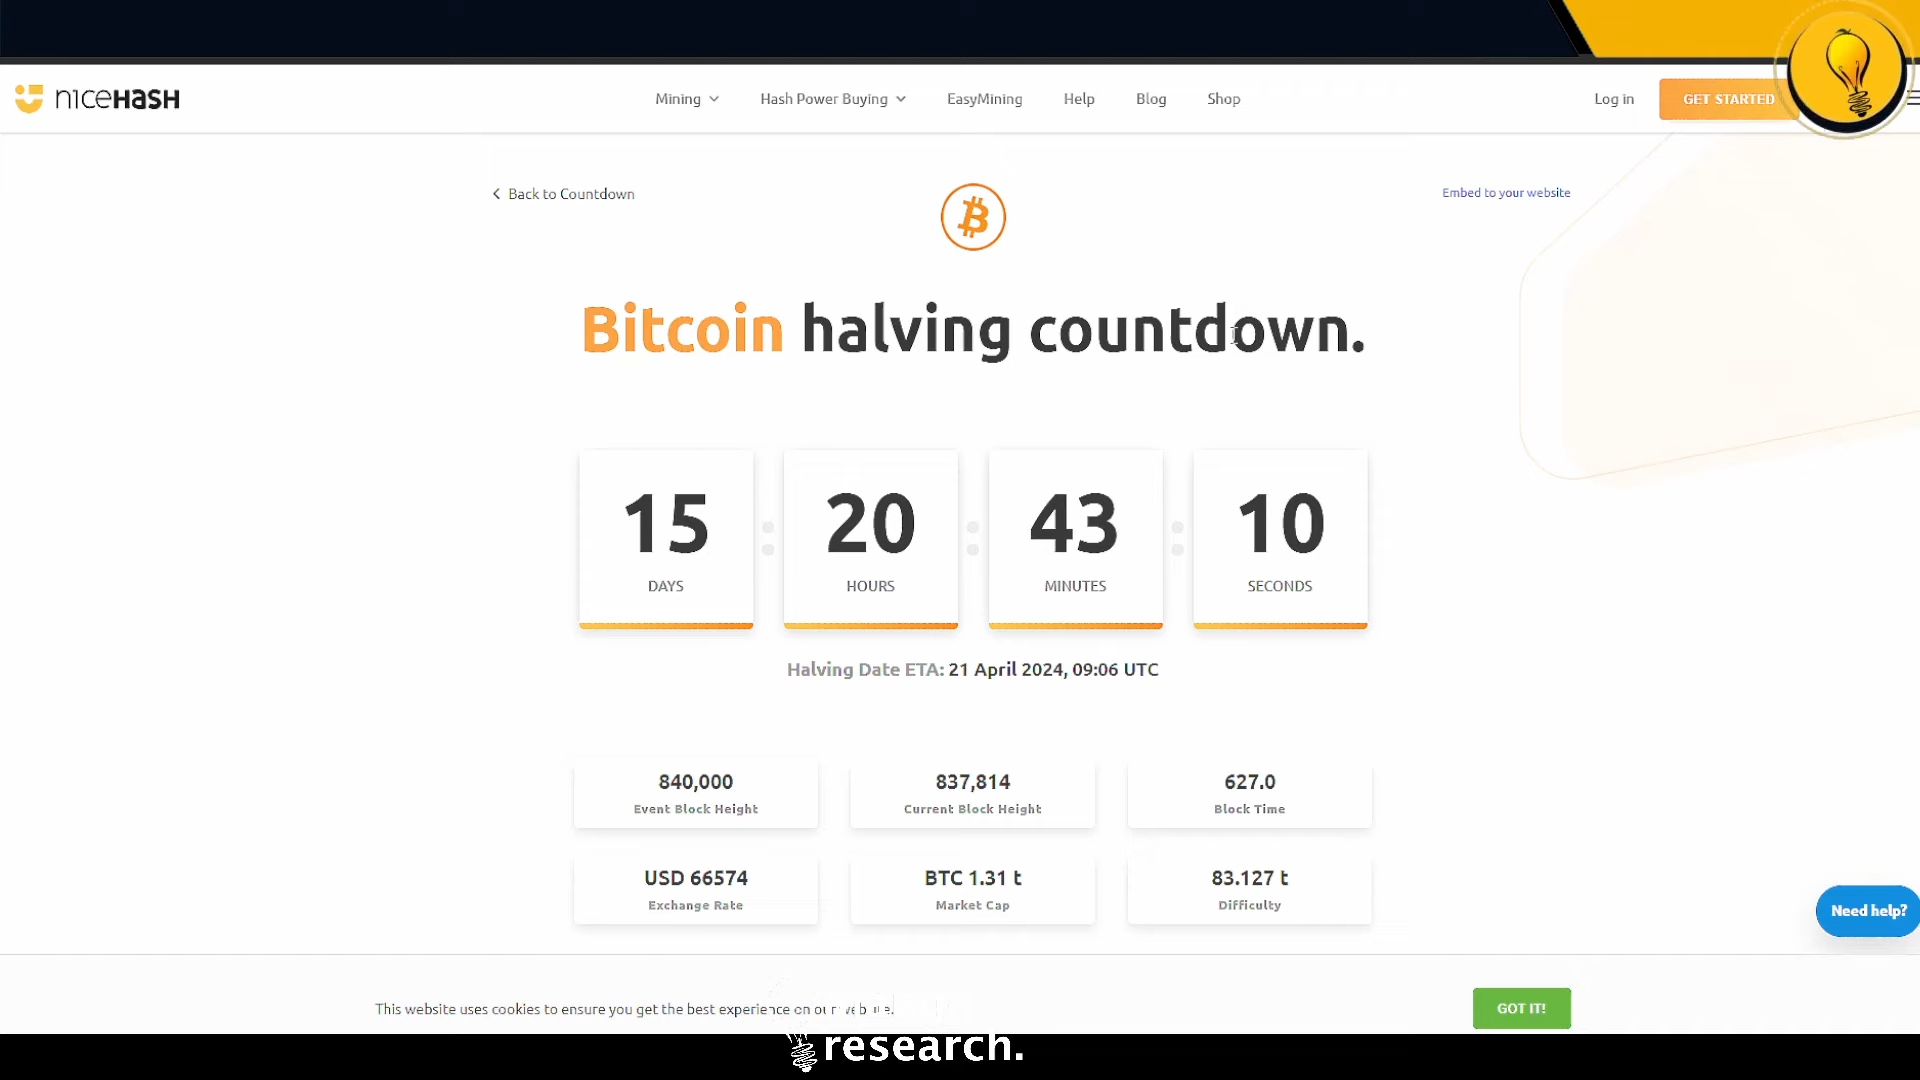 niceHASH
Mining
Hash Power Buying
EasyMining
Help
Blog
Shop
Log in
GET STARTED
Back to Countdown
Embed to your website
Bitcoin halving countdown.
15
20
43
10
DAYS
HOURS
MINUTES
SECONDS
Halving Date ETA: 21 April 2024, 09:06 UTC
840,000
837,814
627.0
Event Block Height
Current Block Height
Block Time
USD 66574
BTC 1.31 t
83.127 t
Exchange Rate
Market Cap
Difficulty
Need help?
This website uses cookies to ensure you get the best experience on our
GOT IT!
research.